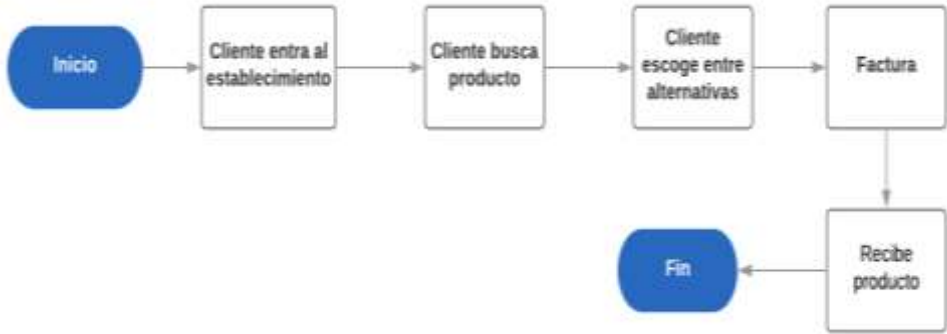 Inicio
Cliente entra al
establecimiento
Cliente busca
producto
Cliente
escoge entre
alternativas
Factura
Recibe
producto
Fin